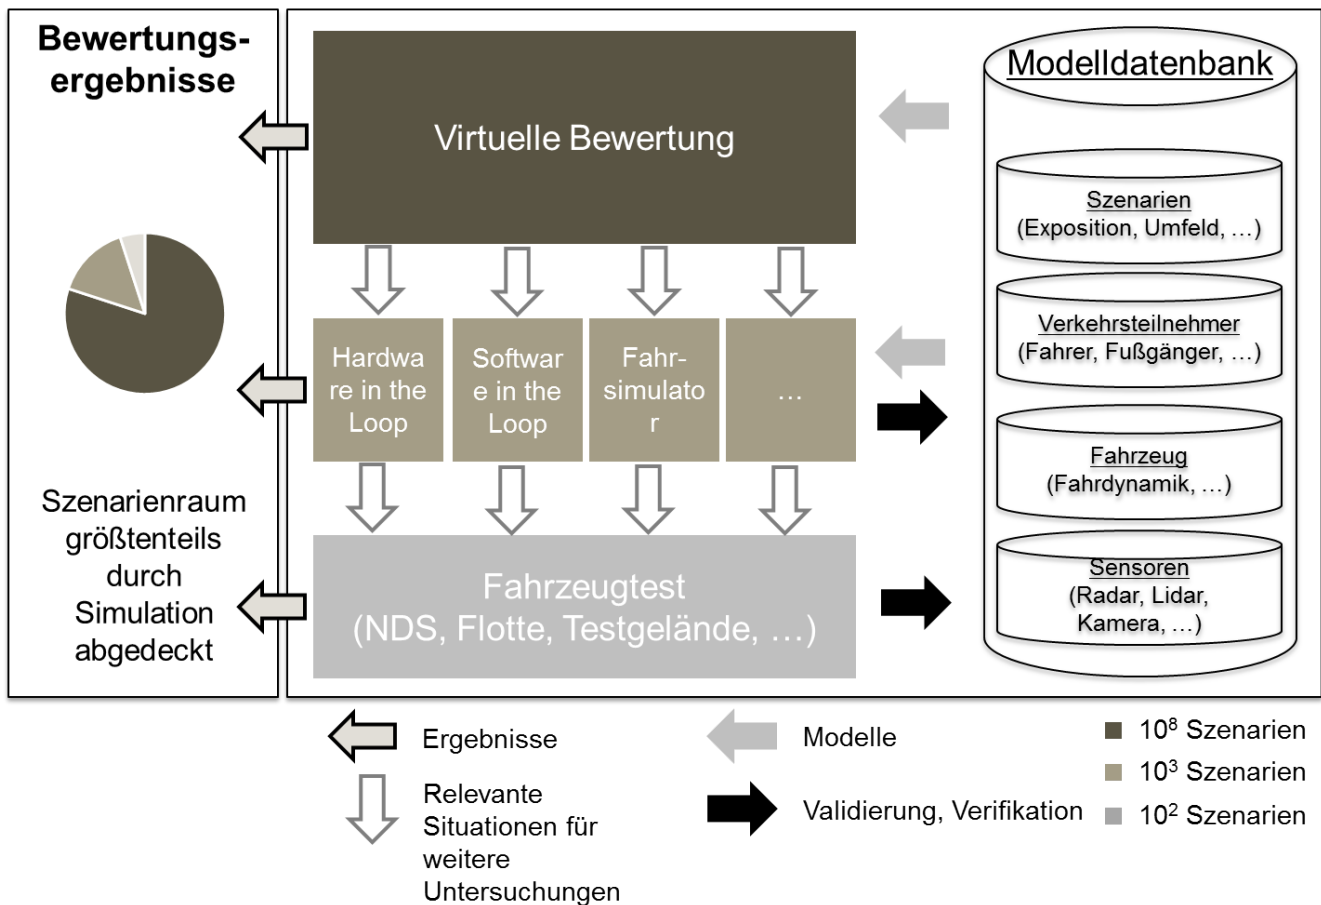 Bewertungs-
ergebnisse
Szenarienraum
größtenteils
durch
Simulation
abgedeckt
Virtuelle Bewertung
Hardwa
re in the
Loop
Softwar
e in the
Loop
Fahr-
simulato
r
…
Fahrzeugtest
(NDS, Flotte, Testgelände, …)
Modelldatenbank
Szenarien
(Exposition, Umfeld, …)
Verkehrsteilnehmer
(Fahrer, Fußgänger, …)
Fahrzeug
(Fahrdynamik, …)
Sensoren
(Radar, Lidar,
Kamera, …)
Ergebnisse
Relevante
Situationen für
weitere
Untersuchungen
Modelle
Validierung, Verifikation
10⁸ Szenarien
10³ Szenarien
10² Szenarien